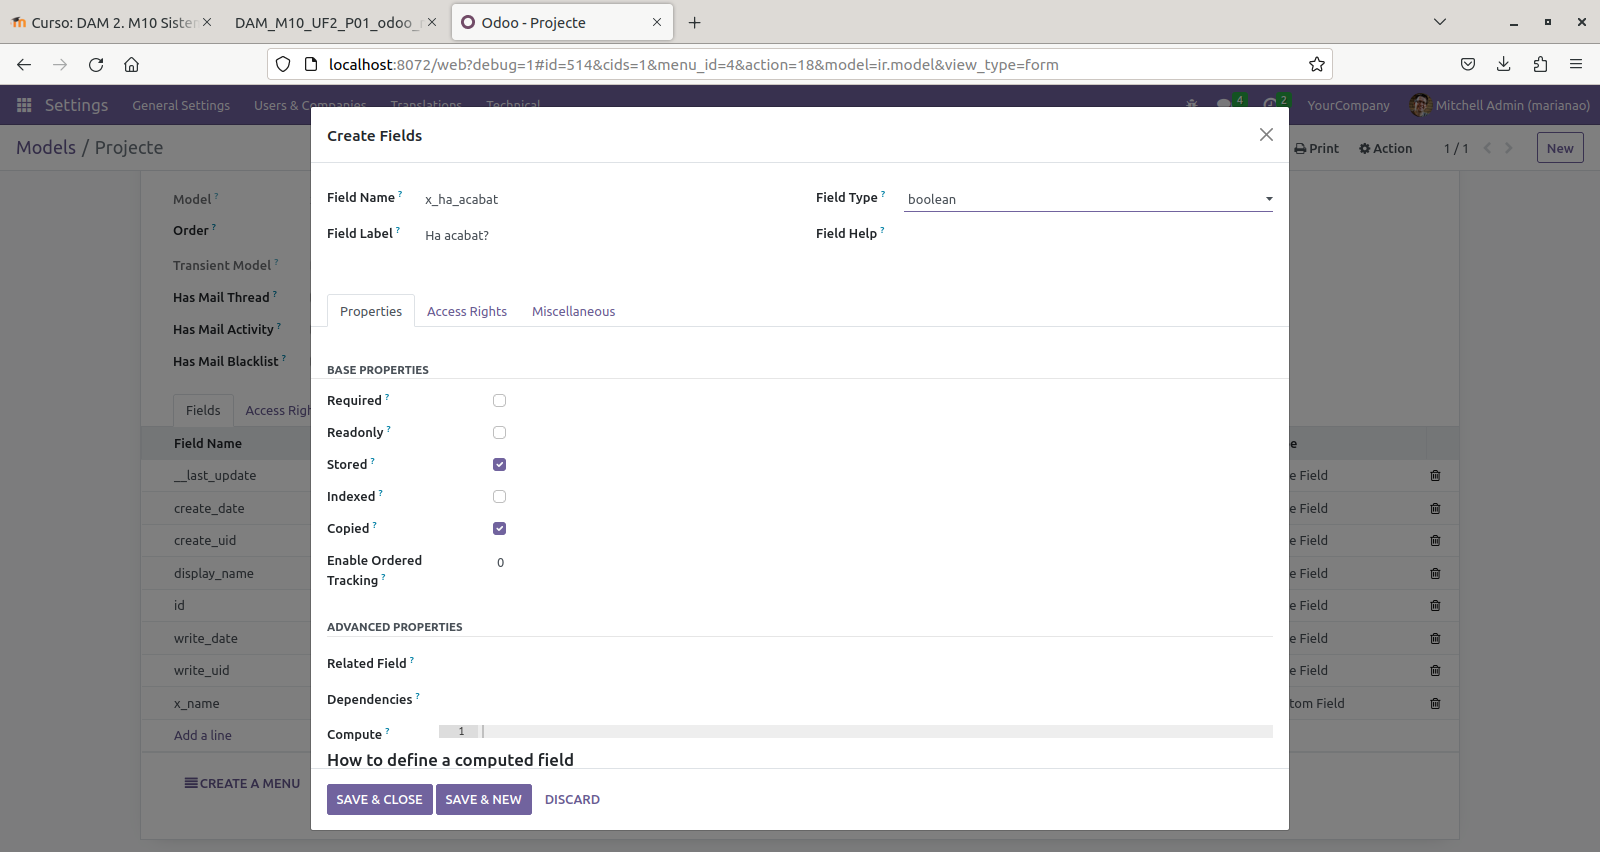 Curso: DAM 2. M10 Sister
DAM_M10_UF2_P01_odoo_
Odoo - Projecte
localhost:8072/web?debug=1#id=514&cids=1&menu_id=4&action=18&model=ir.model&view_type=form
Settings General Settings Users & Companies Translations Technical 4 2 YourCompany Mitchell Admin (marianao)
Models / Projecte Print Action 1 / 1 New
Create Fields
Field Name ? x_ha_acabat Field Type ? boolean
Field Label ? Ha acabat? Field Help ?
Properties Access Rights Miscellaneous
BASE PROPERTIES
Required ?
Readonly ?
Stored ?
Indexed ?
Copied ?
Enable Ordered
Tracking ? 0
ADVANCED PROPERTIES
Related Field ?
Dependencies ?
Compute ? 1
How to define a computed field
SAVE & CLOSE SAVE & NEW DISCARD
Model ?
Order ?
Transient Model ?
Has Mail Thread ?
Has Mail Activity ?
Has Mail Blacklist ?
Fields Access Righ
Field Name e
__last_update e Field
create_date e Field
create_uid e Field
display_name e Field
id e Field
write_date e Field
write_uid e Field
x_name tom Field
Add a line
CREATE A MENU